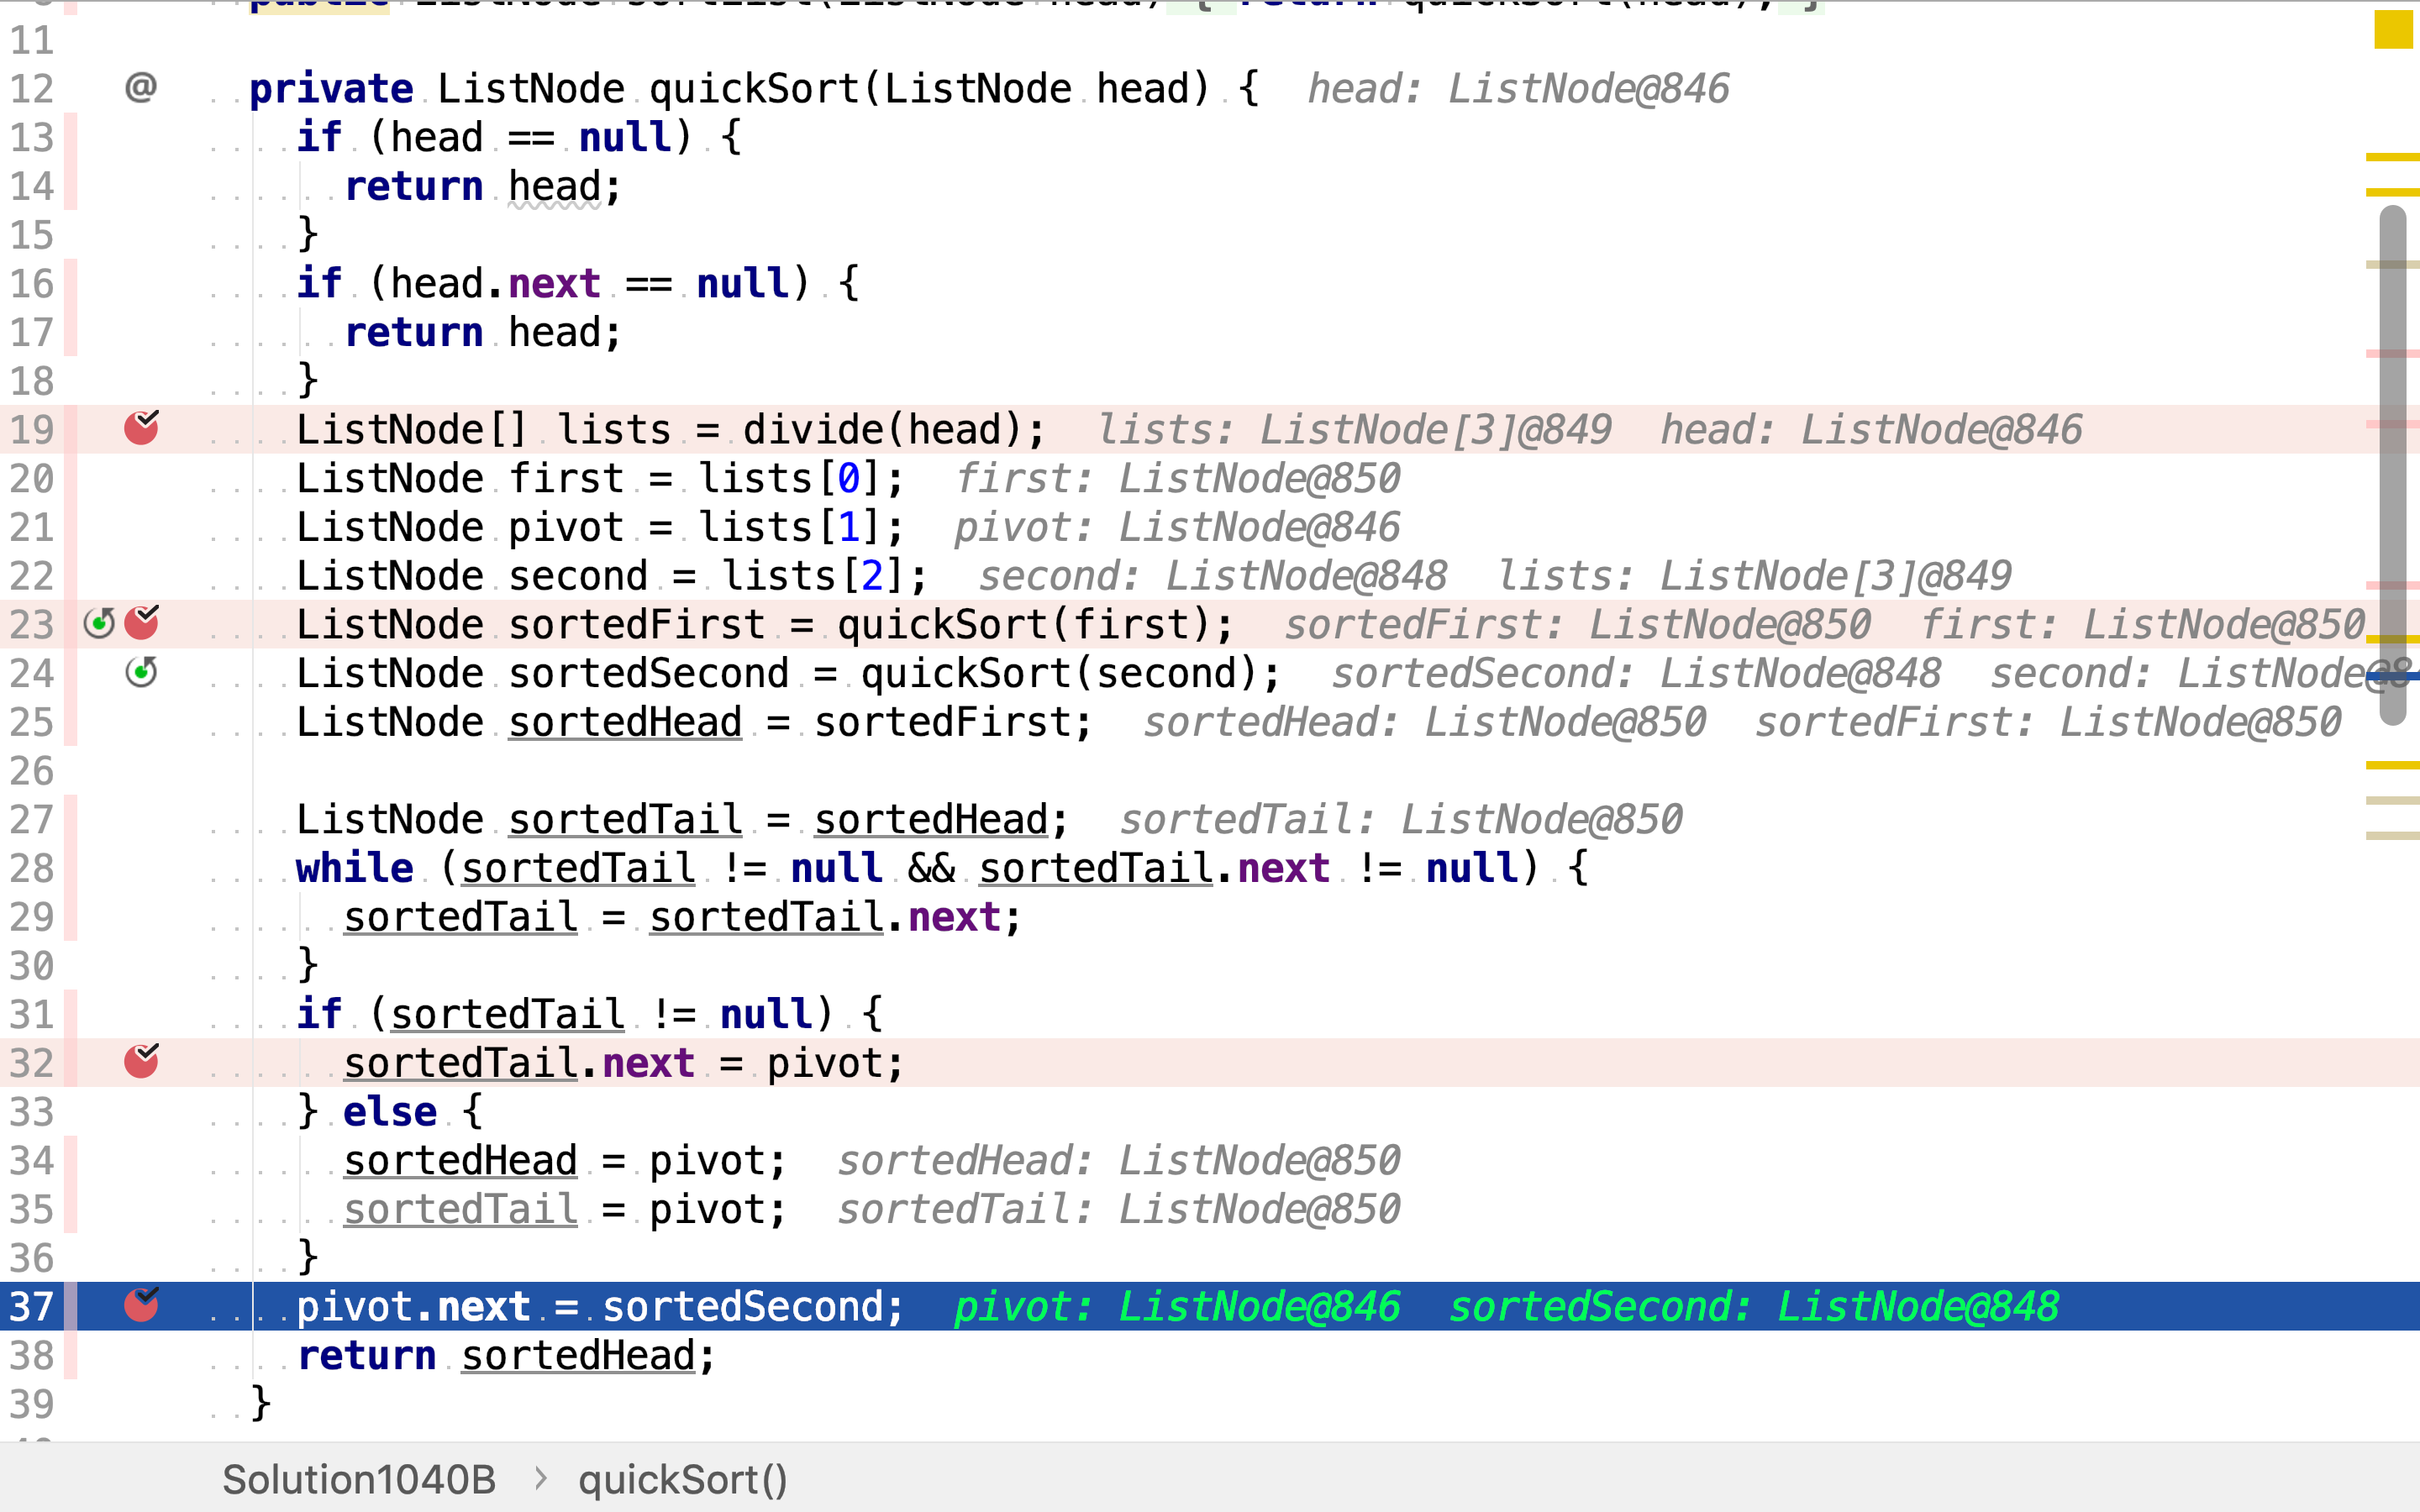 11
12 @ private ListNode quickSort(ListNode head) { head: ListNode@846
13 if (head == null) {
14 return head;
15 }
16 if (head.next == null) {
17 return head;
18 }
19 ListNode[] lists = divide(head); lists: ListNode[3]@849 head: ListNode@846
20 ListNode first = lists[0]; first: ListNode@850
21 ListNode pivot = lists[1]; pivot: ListNode@846
22 ListNode second = lists[2]; second: ListNode@848 lists: ListNode[3]@849
23 ListNode sortedFirst = quickSort(first); sortedFirst: ListNode@850 first: ListNode@850
24 ListNode sortedSecond = quickSort(second); sortedSecond: ListNode@848 second: ListNode@8
25 ListNode sortedHead = sortedFirst; sortedHead: ListNode@850 sortedFirst: ListNode@850
26
27 ListNode sortedTail = sortedHead; sortedTail: ListNode@850
28 while (sortedTail != null && sortedTail.next != null) {
29 sortedTail = sortedTail.next;
30 }
31 if (sortedTail != null) {
32 sortedTail.next = pivot;
33 } else {
34 sortedHead = pivot; sortedHead: ListNode@850
35 sortedTail = pivot; sortedTail: ListNode@850
36 }
37 pivot.next = sortedSecond; pivot: ListNode@846 sortedSecond: ListNode@848
38 return sortedHead;
39 }
Solution1040B › quickSort()